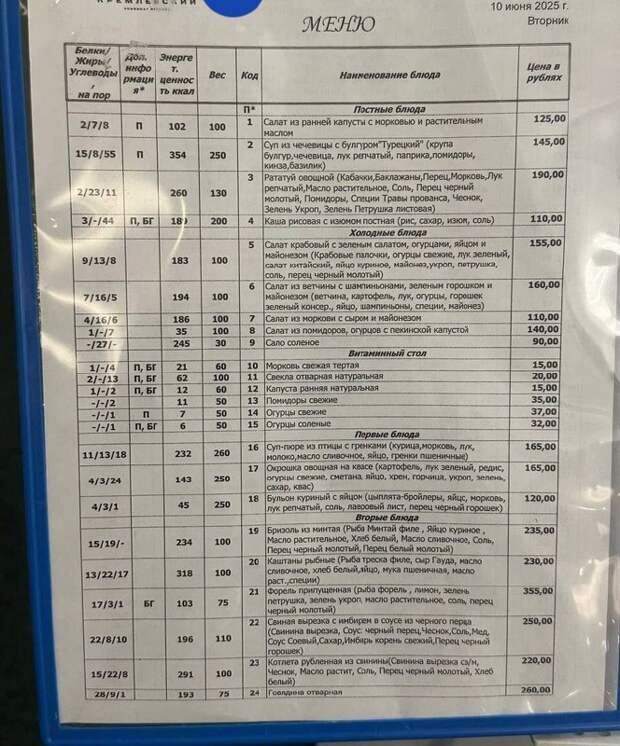 КРЕМЛЕВСКИЙ
10 июня 2025 г.
Вторник
МЕНЮ
Белки/ Жиры/ Углеводы, на пор | Доп. инфо рмаци я* | Энерге т. ценнос ть ккал | Вес | Код | Наименование блюда | Цена в рублях
П* Постные блюда
2/7/8 П 102 100 1 Салат из ранней капусты с морковью и растительным 125,00
маслом
15/8/55 П 354 250 2 Суп из чечевицы с булгуром"Турецкий" (крупа 145,00
булгур,чечевица, лук репчатый, паприка,помидоры,
кинза,базилик)
2/23/11 260 130 3 Рататуй овощной (Кабачки,Баклажаны,Перец,Морковь,Лук 190,00
репчатый,Масло растительное, Соль, Перец черный
молотый, Помидоры, Специи Травы прованса, Чеснок,
Зелень Укроп, Зелень Петрушка листовая)
3/-/44 П, БГ 189 200 4 Каша рисовая с изюмом постная (рис, сахар, изюм, соль) 110,00
Холодные блюда
9/13/8 183 100 5 Салат крабовый с зеленым салатом, огурцами, яйцом и 155,00
майонезом (Крабовые палочки, огурцы свежие, лук зеленый,
салат китайский, яйцо куриное, майонез,укроп, петрушка,
соль, перец черный молотый)
7/16/5 194 100 6 Салат из ветчины с шампиньонами, зеленым горошком и 160,00
майонезом (ветчина, картофель, лук, огурцы, горошек
зеленый консер., яйцо, шампиньоны, специи, майонез)
4/16/6 186 100 7 Салат из моркови с сыром и майонезом 110,00
1/-/7 35 100 8 Салат из помидоров, огурцов с пекинской капустой 140,00
-/27/- 245 30 9 Сало соленое 90,00
Витаминный стол
1/-/4 П, БГ 21 60 10 Морковь свежая тертая 15,00
2/-/13 П, БГ 62 100 11 Свекла отварная натуральная 20,00
1/-/2 П, БГ 12 60 12 Капуста ранняя натуральная 15,00
-/-/2 11 50 13 Помидоры свежие 35,00
-/-/1 П 7 50 14 Огурцы свежие 37,00
-/-/1 П, БГ 6 50 15 Огурцы соленые 32,00
Первые блюда
11/13/18 232 260 16 Суп-пюре из птицы с гренками (курица,морковь, лук, 165,00
молоко,масло сливочное, яйцо, гренки пшеничные)
4/3/24 143 250 17 Окрошка овощная на квасе (картофель, лук зеленый, редис, 165,00
огурцы свежие, сметана, яйцо, хрен, горчица, укроп, зелень,
сахар, квас)
4/3/1 45 250 18 Бульон куриный с яйцом (цыплята-бройлеры, яйцо, морковь, 120,00
лук репчатый, соль, лавровый лист, перец черный горошек)
Вторые блюда
15/19/- 234 100 19 Бризоль из минтая (Рыба Минтай филе , Яйцо куриное , 235,00
Масло растительное, Хлеб белый, Масло сливочное, Соль,
Перец черный молотый, Перец белый молотый)
13/22/17 318 100 20 Каштаны рыбные (Рыба треска филе, сыр Гауда, масло 230,00
сливочное, хлеб белый,яйцо, мука пшеничная, масло
раст.,специи)
17/3/1 БГ 103 75 21 Форель припущенная (рыба форель , лимон, зелень 355,00
петрушка, зелень укроп, масло растительное, соль, перец
черный молотый)
22/8/10 196 110 22 Свиная вырезка с имбирем в соусе из черного перца 250,00
(Свинина вырезка, Соус черный перец,Чеснок,Соль,Мед,
Соус Соевый,Сахар,Имбирь корень свежий,Перец черный
горошек)
15/22/8 291 100 23 Котлета рубленная из свинины(Свинина вырезка с/м, 220,00
Чеснок, Масло растит, Соль, Перец черный молотый, Хлеб
белый)
28/9/1 193 75 24 Говядина отварная 260,00